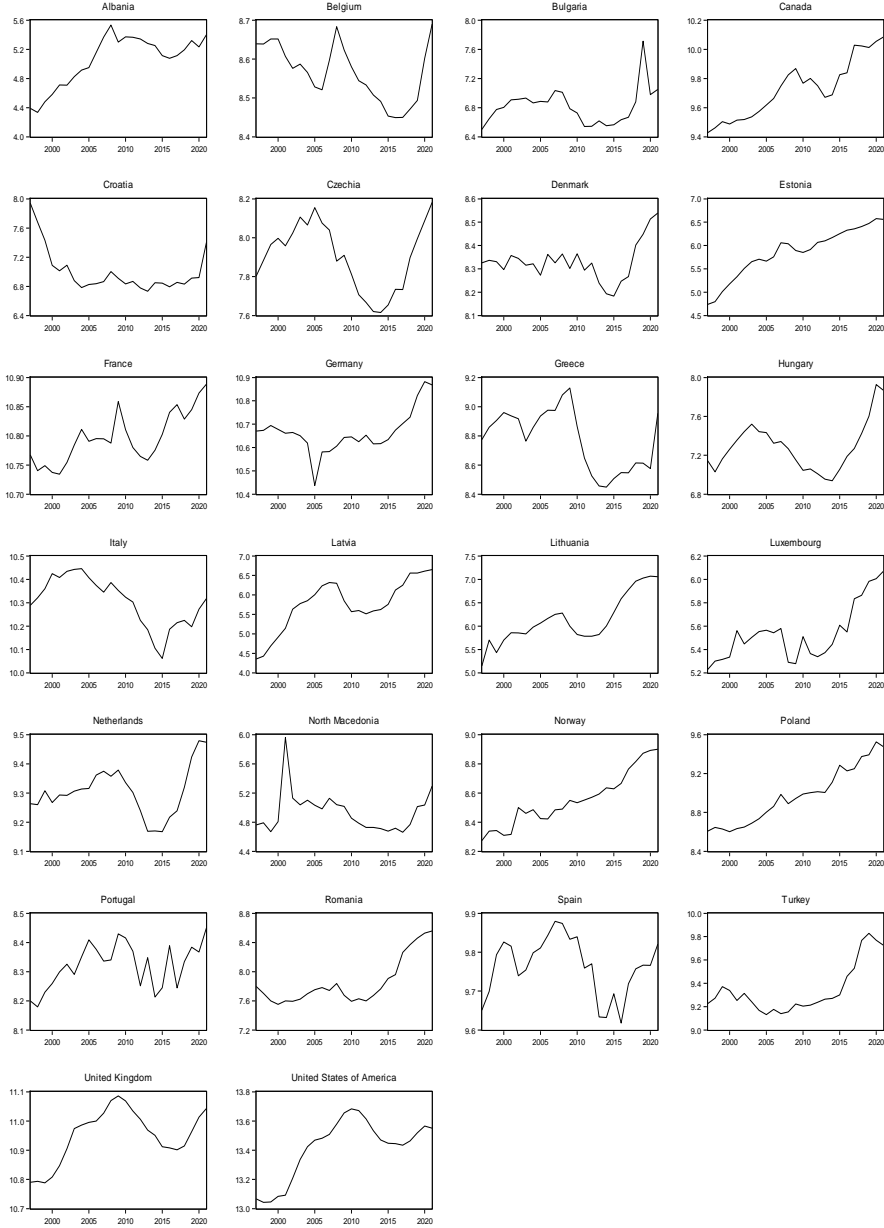 Albania
5.6
5.2
4.8
4.4
4.0
2000 2005 2010 2015 2020
Belgium
8.7
8.6
8.5
8.4
2000 2005 2010 2015 2020
Bulgaria
8.0
7.6
7.2
6.8
6.4
2000 2005 2010 2015 2020
Canada
10.2
10.0
9.8
9.6
9.4
2000 2005 2010 2015 2020
Croatia
8.0
7.6
7.2
6.8
6.4
2000 2005 2010 2015 2020
Czechia
8.2
8.0
7.8
7.6
2000 2005 2010 2015 2020
Denmark
8.6
8.5
8.4
8.3
8.2
8.1
2000 2005 2010 2015 2020
Estonia
7.0
6.5
6.0
5.5
5.0
4.5
2000 2005 2010 2015 2020
France
10.90
10.85
10.80
10.75
10.70
2000 2005 2010 2015 2020
Germany
10.9
10.8
10.7
10.6
10.5
10.4
2000 2005 2010 2015 2020
Greece
9.2
9.0
8.8
8.6
8.4
2000 2005 2010 2015 2020
Hungary
8.0
7.6
7.2
6.8
2000 2005 2010 2015 2020
Italy
10.5
10.4
10.3
10.2
10.1
10.0
2000 2005 2010 2015 2020
Latvia
7.0
6.5
6.0
5.5
5.0
4.5
4.0
2000 2005 2010 2015 2020
Lithuania
7.5
7.0
6.5
6.0
5.5
5.0
2000 2005 2010 2015 2020
Luxembourg
6.2
6.0
5.8
5.6
5.4
5.2
2000 2005 2010 2015 2020
Netherlands
9.5
9.4
9.3
9.2
9.1
2000 2005 2010 2015 2020
North Macedonia
6.0
5.6
5.2
4.8
4.4
2000 2005 2010 2015 2020
Norway
9.0
8.8
8.6
8.4
8.2
2000 2005 2010 2015 2020
Poland
9.6
9.2
8.8
8.4
2000 2005 2010 2015 2020
Portugal
8.5
8.4
8.3
8.2
8.1
2000 2005 2010 2015 2020
Romania
8.8
8.4
8.0
7.6
7.2
2000 2005 2010 2015 2020
Spain
9.9
9.8
9.7
9.6
2000 2005 2010 2015 2020
Turkey
10.0
9.8
9.6
9.4
9.2
9.0
2000 2005 2010 2015 2020
United Kingdom
11.1
11.0
10.9
10.8
10.7
2000 2005 2010 2015 2020
United States of America
13.8
13.6
13.4
13.2
13.0
2000 2005 2010 2015 2020